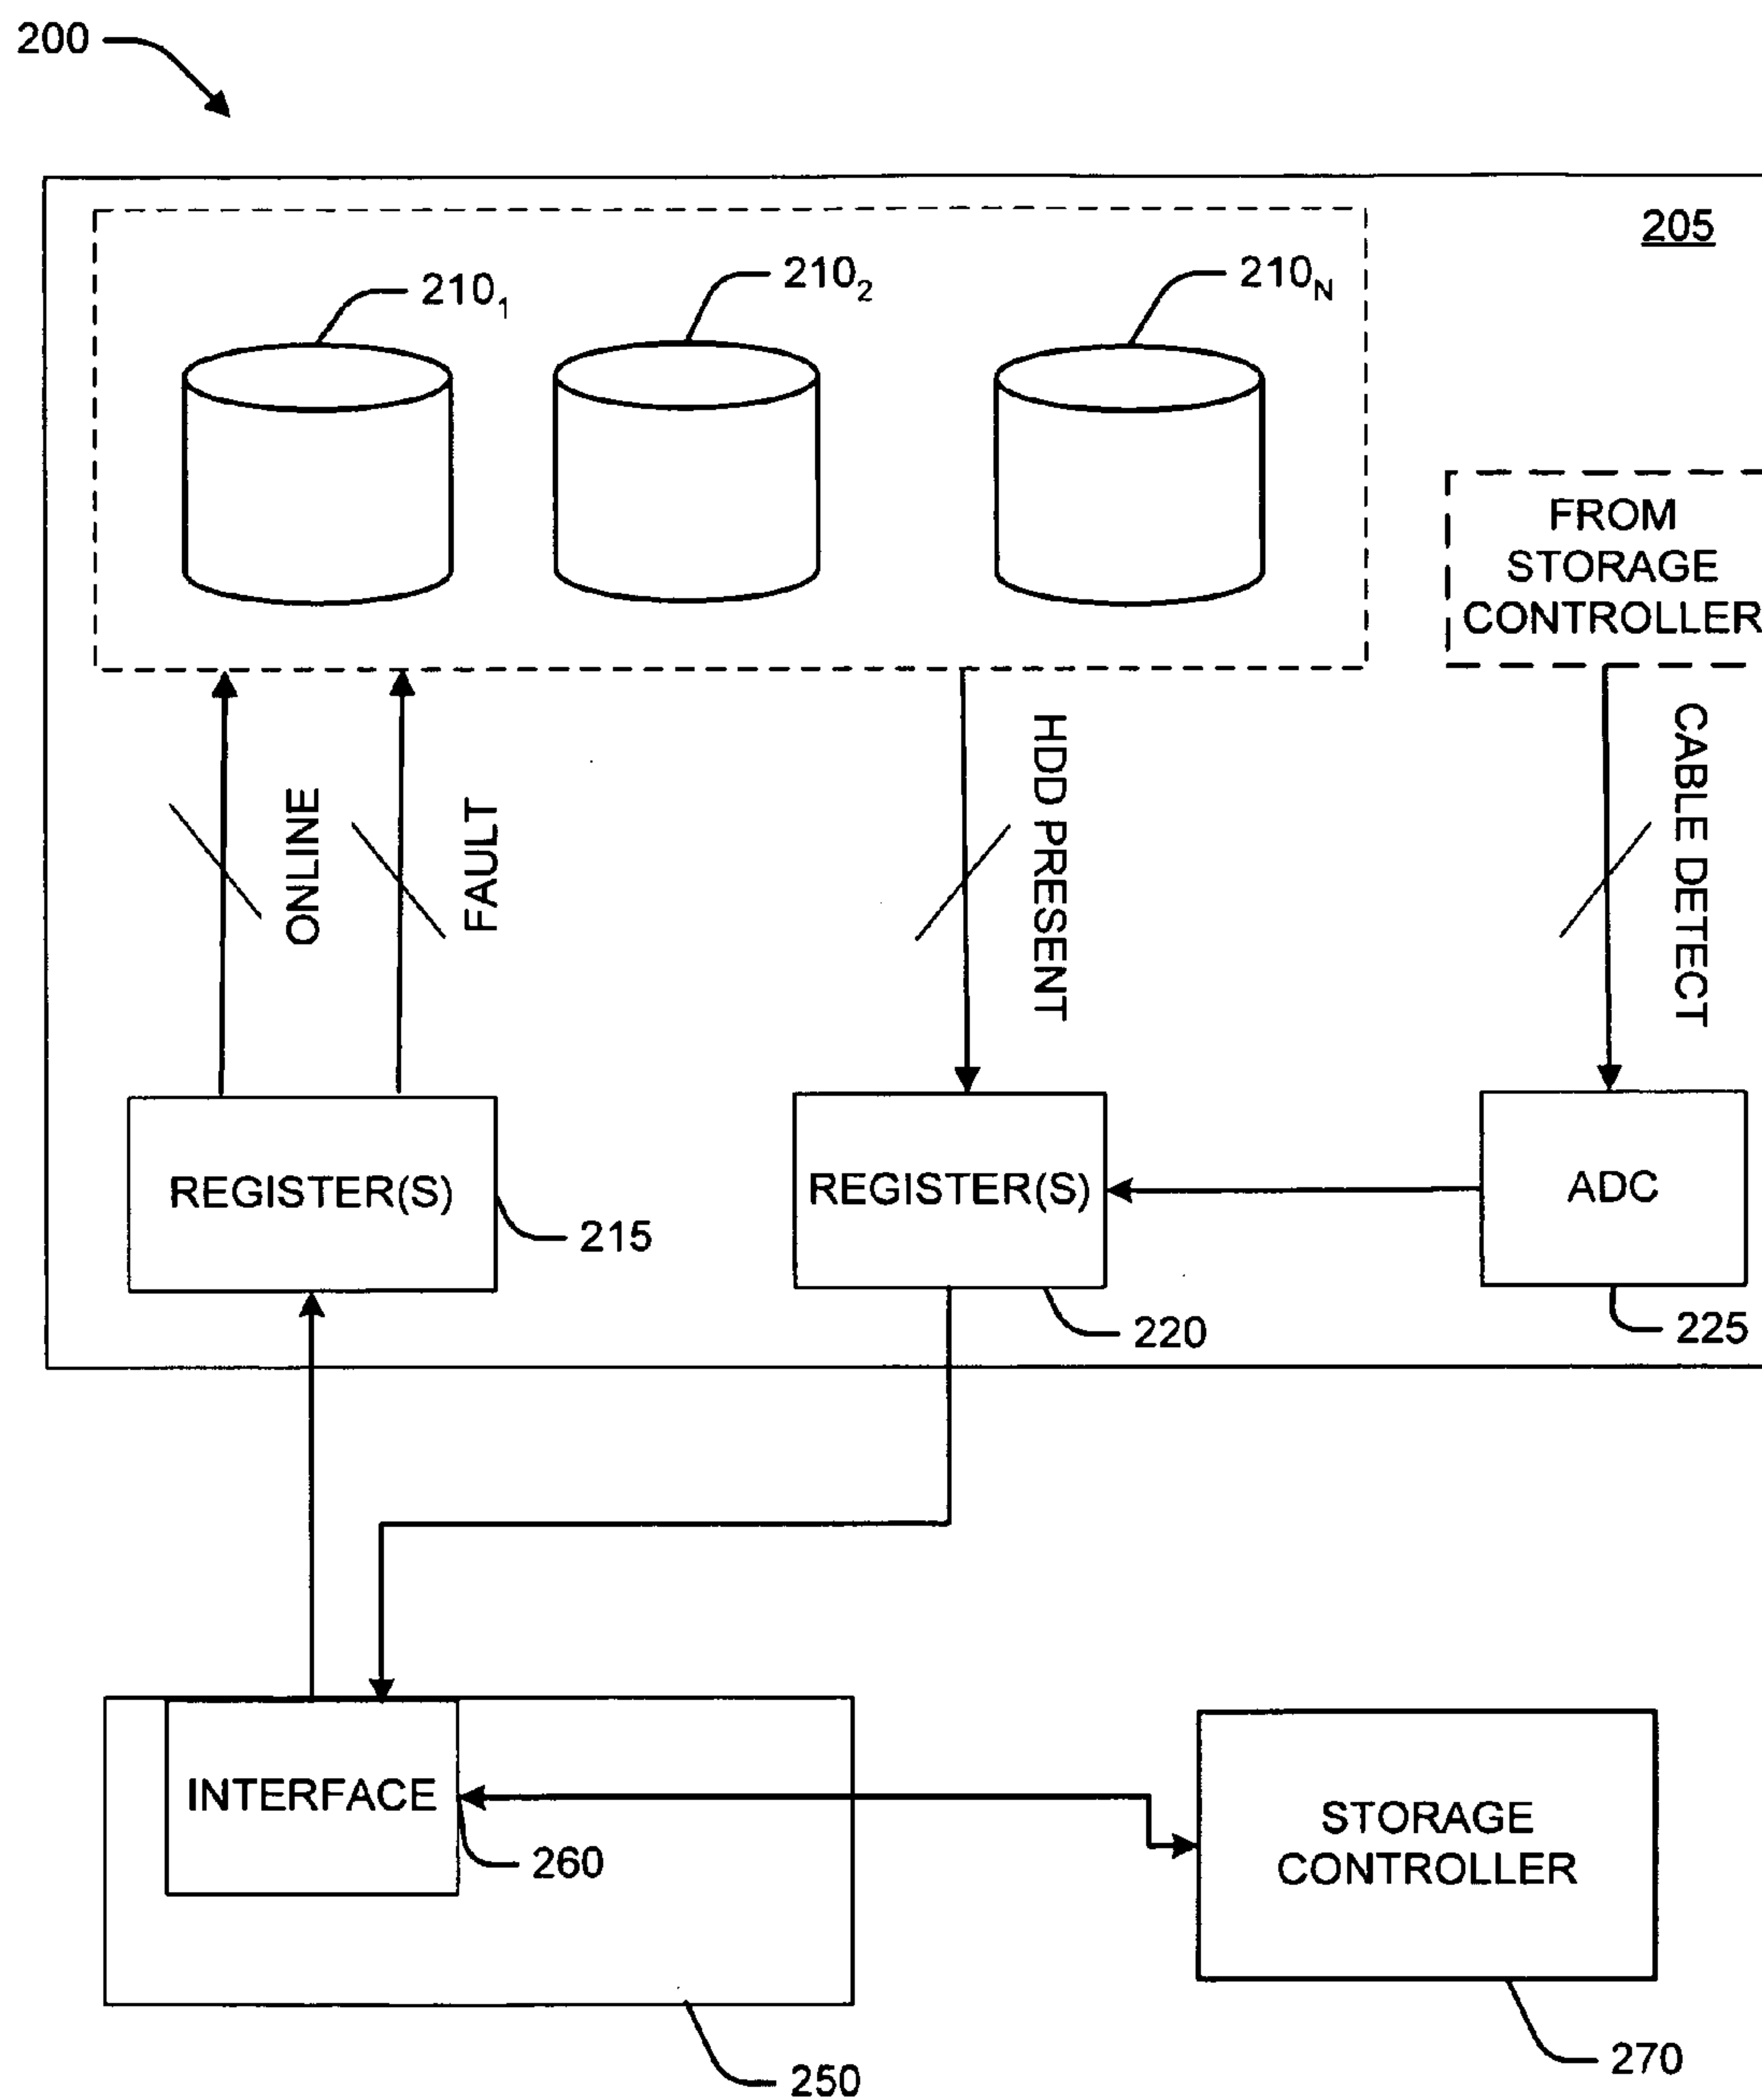 200
205
210₁
210₂
210N
FROM
STORAGE
CONTROLLER
ONLINE
FAULT
HDD PRESENT
CABLE DETECT
REGISTER(S)
215
REGISTER(S)
220
ADC
225
INTERFACE
260
250
STORAGE
CONTROLLER
270